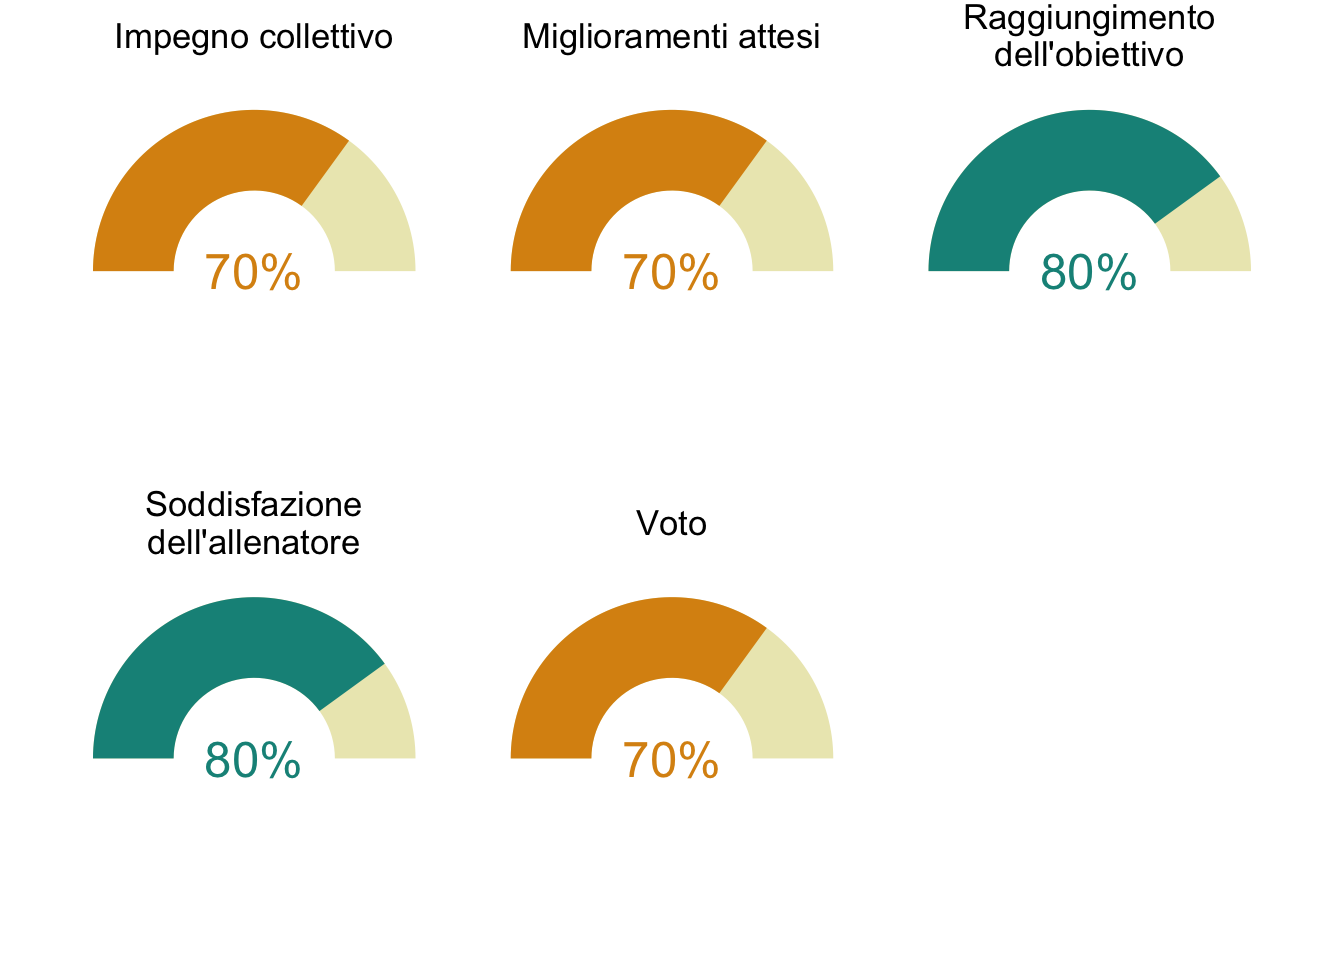 Impegno collettivo
Miglioramenti attesi
Raggiungimento
dell'obiettivo
70%
70%
80%
Soddisfazione
dell'allenatore
Voto
80%
70%